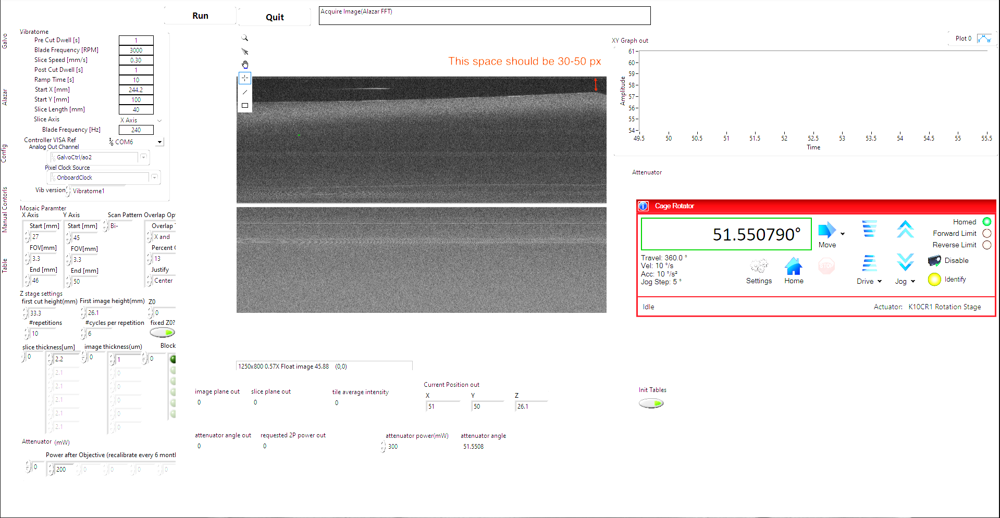 Run
Quit
Acquire Image(Alazar FFT)
Galvo
Alazar
Config
Manual Contorls
Table
Vibratome
Pre Cut Dwell [s] 1
Blade Frequency [RPM] 3000
Slice Speed [mm/s] 0.30
Post Cut Dwell [s] 1
Ramp Time [s] 10
Start X [mm] 244.2
Start Y [mm] 100
Slice Length [mm] 40
Slice Axis X Axis
Blade Frequency [Hz] 240
Controller VISA Ref COM6
Analog Out Channel
GalvoCtrl/ao2
Pixel Clock Source
OnboardClock
Vib version Vibratome1
Mosaic Paramter
X Axis Y Axis Scan Pattern Overlap Opt
Start [mm] Start [mm] Bi- Overlap
27 45 X and
FOV[mm] FOV[mm] Percent
3.3 3.3 13
End [mm] End [mm] Justify
46 50 Center
Z stage settings
first cut height(mm) First image height(mm) Z0
33.3 26.1 0
#repetitions #cycles per repetition fixed Z0?
10 6
slice thickness[um] image thickness(um) Block
0 2.2 0 1 0
2.1 0
2.1 0
2.1 0
2.1 0
2.1 0
Attenuator (mW)
Power after Objective (recalibrate every 6 montl
0 200 0 0 0 0
This space should be 30-50 px
1250x800 0.57X Float image 45.88 (0,0)
image plane out slice plane out tile average intensity
0 0 0
Current Position out
X Y Z
51 50 26.1
attenuator angle out requested 2P power out attenuator power(mW) attenuator angle
0 0 300 51.5508
XY Graph out
Plot 0
Amplitude
61
60
59
58
57
56
55
54
49.5 50 50.5 51 51.5 52 52.5 53 53.5 54 54.5 55 55.5
Time
Attenuator
Cage Rotator
51.550790°
Move
Homed
Forward Limit
Reverse Limit
Travel: 360.0 °
Vel: 10 °/s
Acc: 10 °/s²
Jog Step: 5 °
Settings
Home
STOP
Drive
Jog
Disable
Identify
Idle
Actuator: K10CR1 Rotation Stage
Init Tables